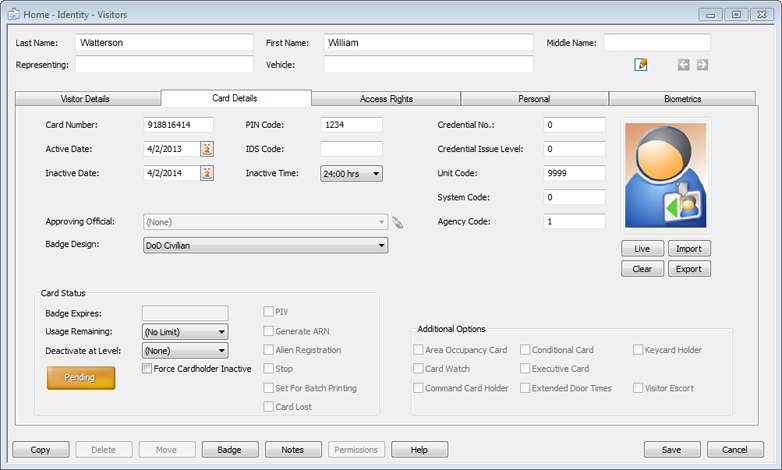 Home - Identity - Visitors
Last Name: Watterson First Name: William Middle Name:
Representing: Vehicle:
Visitor Details Card Details Access Rights Personal Biometrics
Card Number: 918816414 PIN Code: 1234 Credential No.: 0
Active Date: 4/2/2013 2 IDS Code: Credential Issue Level: 0
Inactive Date: 4/2/2014 2 Inactive Time: 24:00 hrs Unit Code: 9999
System Code: 0
Approving Official: (None) Agency Code: 1
Badge Design: DoD Civilian Live Import
Clear Export
Card Status
Badge Expires: PIV
Usage Remaining: (No Limit) Generate ARN Additional Options
Deactivate at Level: (None) Alien Registration Area Occupancy Card Conditional Card Keycard Holder
Pending Force Cardholder Inactive Stop Card Watch Executive Card
Set For Batch Printing Command Card Holder Extended Door Times Visitor Escort
Card Lost
Copy Delete Move Badge Notes Permissions Help Save Cancel